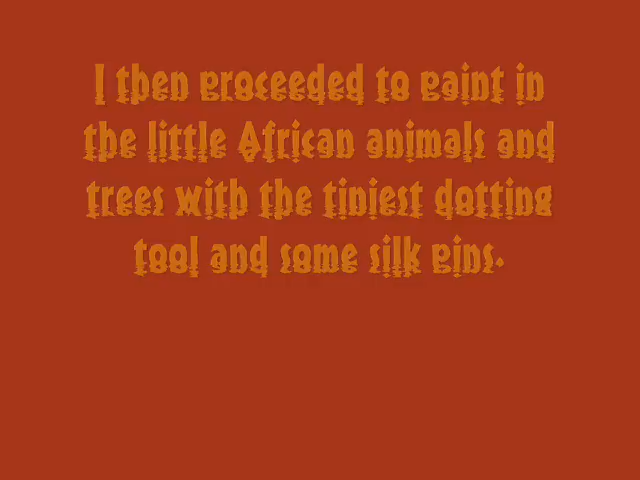 I then proceeded to paint in
the little African animals and
trees with the tiniest dotting
tool and some silk pins.